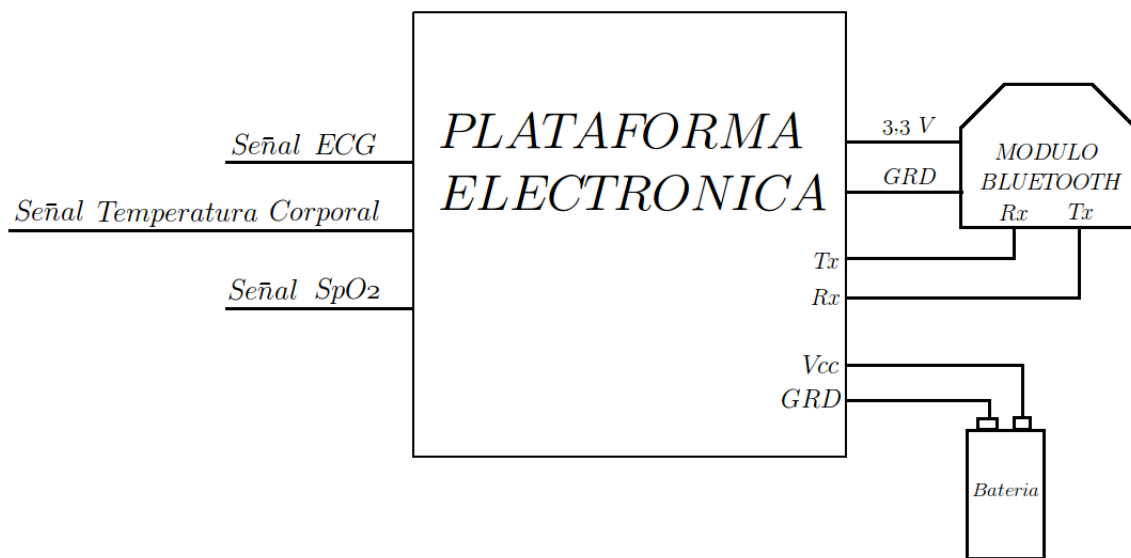 Señal ECG
Señal Temperatura Corporal
Señal SpO2
PLATAFORMA
ELECTRONICA
3,3 V
GRD
Tx
Rx
Vcc
GRD
MODULO
BLUETOOTH
Rx Tx
Bateria